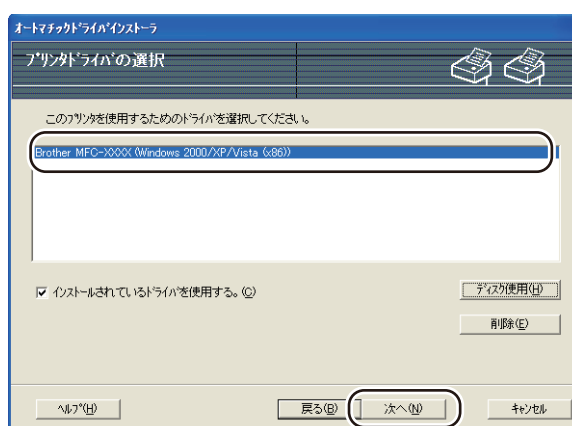 オートマチックドライバインストーラ
プリンタドライバの選択
このプリンタを使用するためのドライバを選択してください。
Brother MFC-XXXX (Windows 2000/XP/Vista (x86))
インストールされているドライバを使用する。(C)
ディスク使用(H)
削除(E)
ヘルプ(H)
戻る(B)
次へ(N)
キャンセル